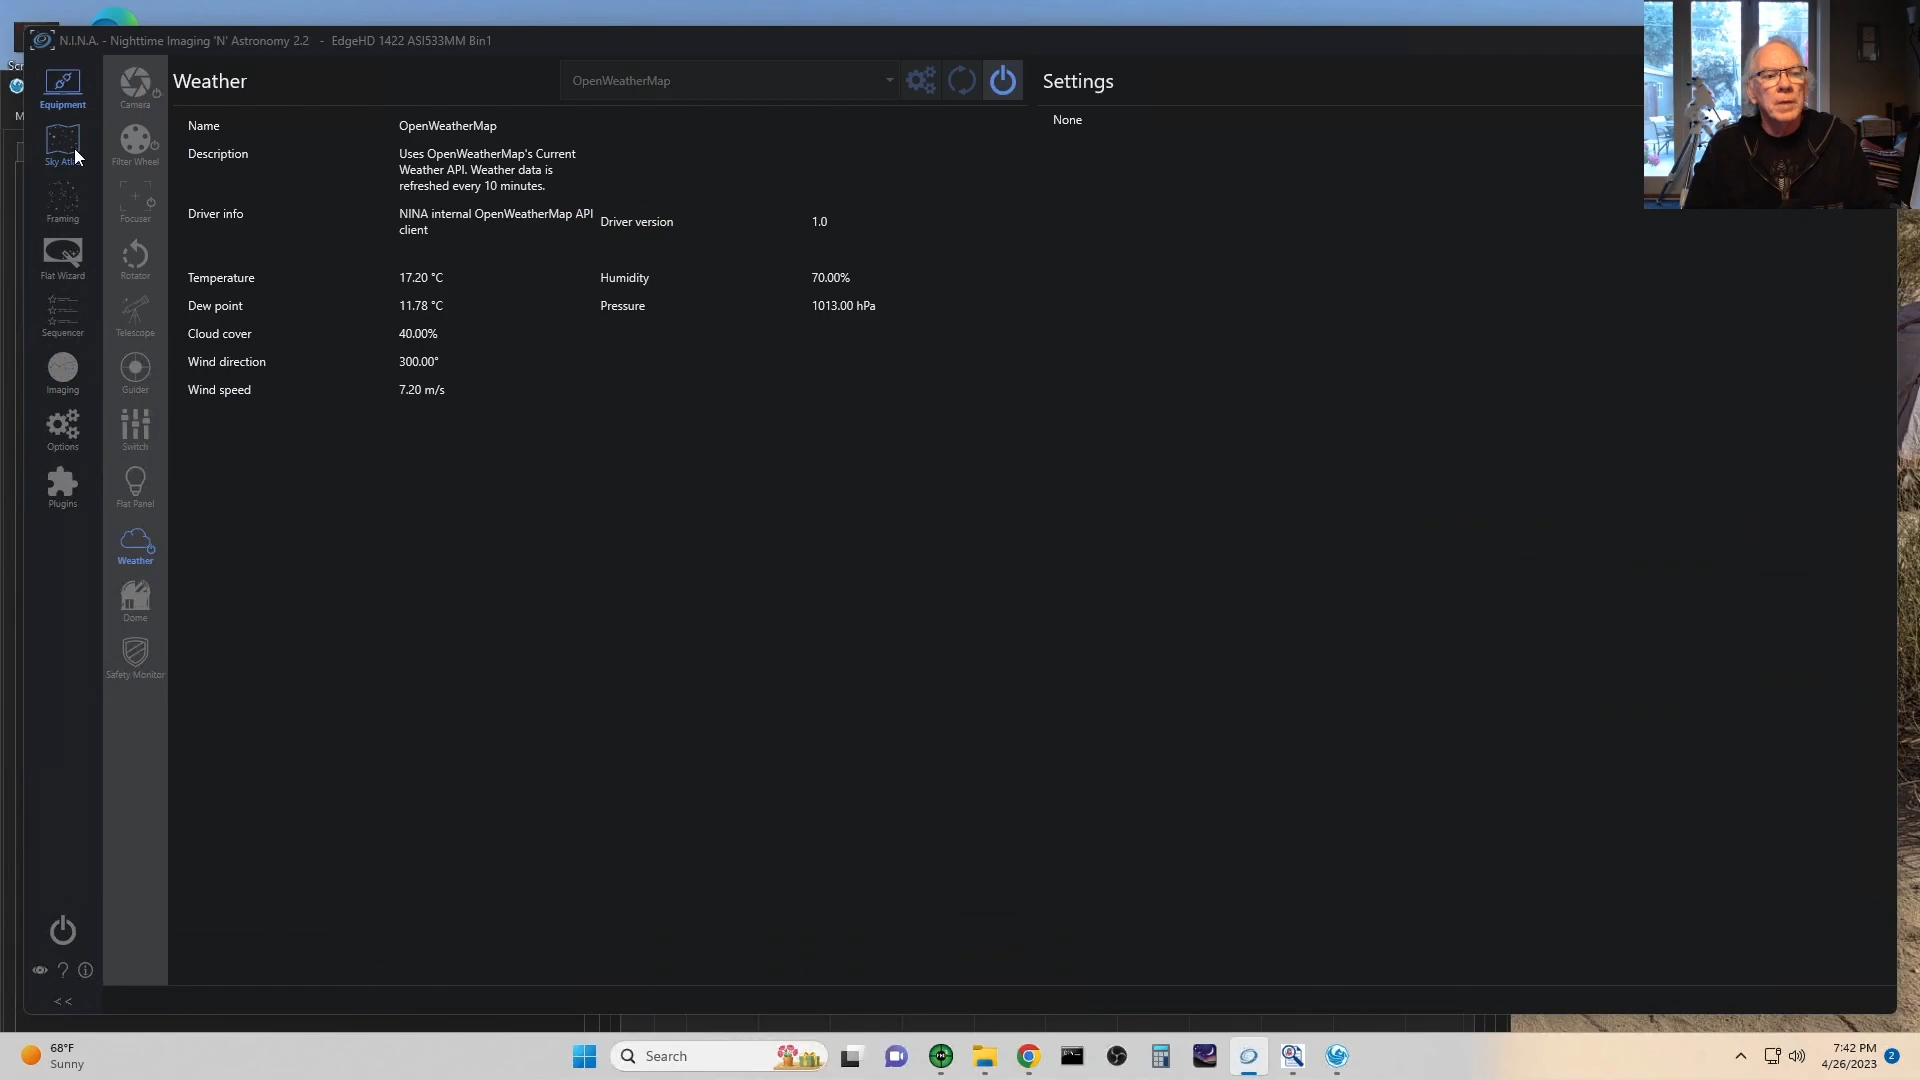 N.I.N.A. - Nighttime Imaging 'N' Astronomy 2.2 - EdgeHD 1422 ASI533MM Bin1
Equipment
Sky Atl
Framing
Flat Wizard
Sequencer
Imaging
Options
Plugins
<<
Camera
Filter Wheel
Focuser
Rotator
Telescope
Guider
Switch
Flat Panel
Weather
Dome
Safety Monitor
Weather
OpenWeatherMap
Name OpenWeatherMap
Description Uses OpenWeatherMap's Current
Weather API. Weather data is
refreshed every 10 minutes.
Driver info NINA internal OpenWeatherMap API
client
Driver version 1.0
Temperature 17.20 °C Humidity 70.00%
Dew point 11.78 °C Pressure 1013.00 hPa
Cloud cover 40.00%
Wind direction 300.00°
Wind speed 7.20 m/s
Settings
None
68°F
Sunny
Search
7:42 PM
4/26/2023
2